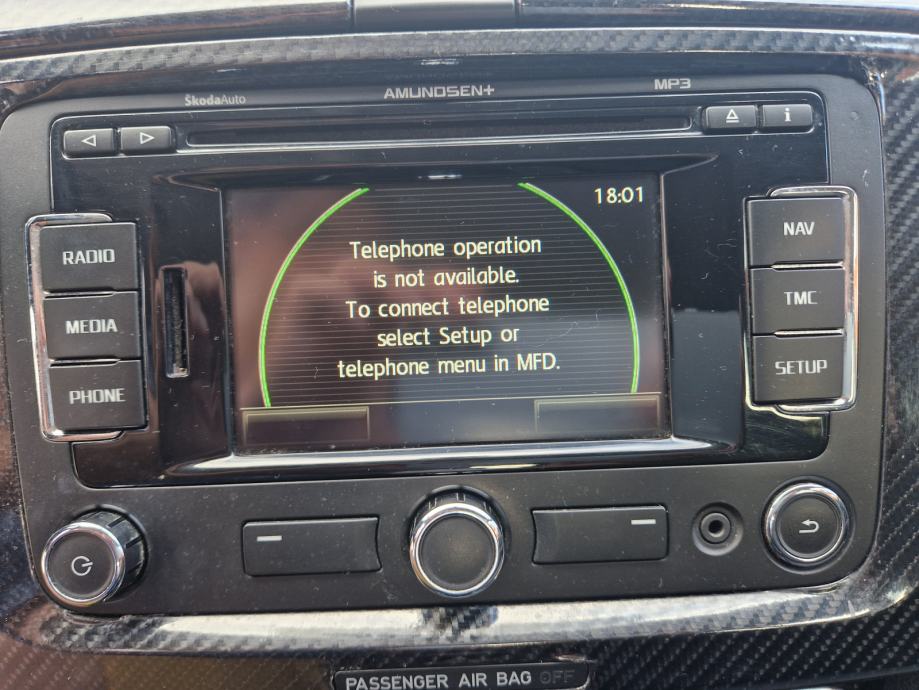 ŠkodaAuto AMUNDSEN+ MP3
i
18:01
RADIO
MEDIA
PHONE
Telephone operation
is not available.
To connect telephone
select Setup or
telephone menu in MFD.
NAV
TMC
SETUP
PASSENGER AIR BAG OFF